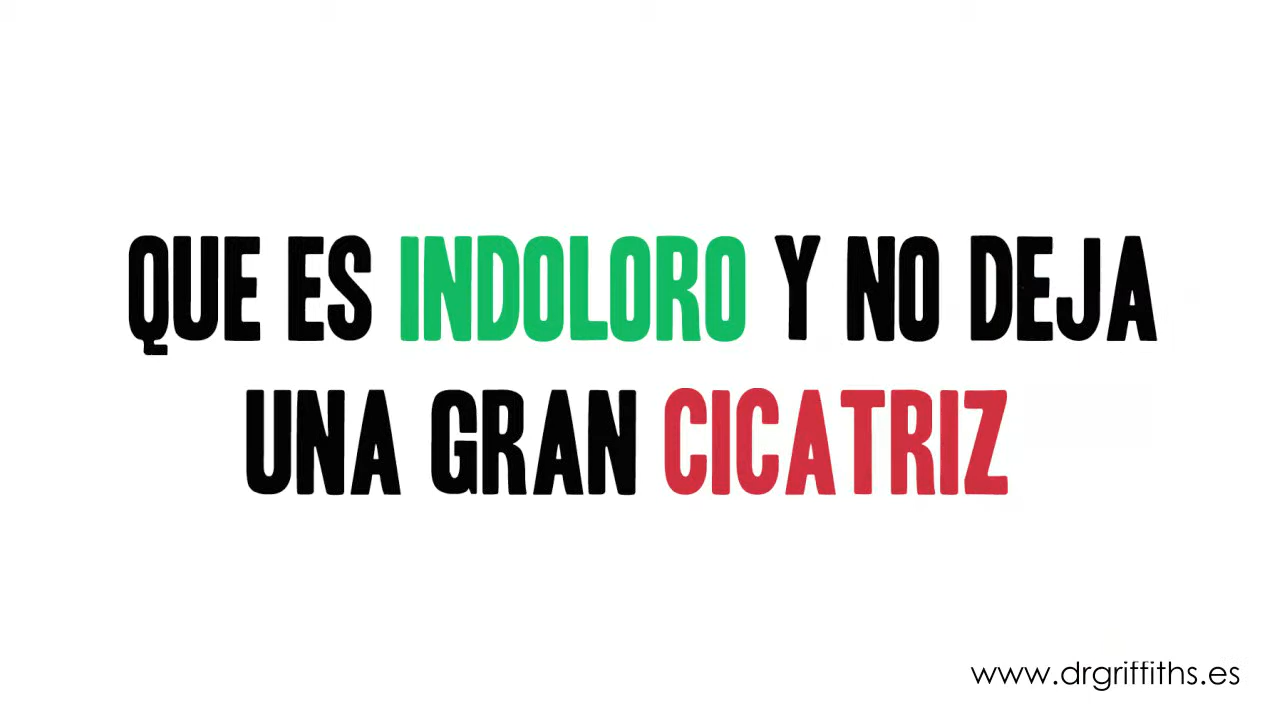 QUE ES INDOLORO Y NO DEJA
UNA GRAN CICATRIZ
www.drgriffiths.es